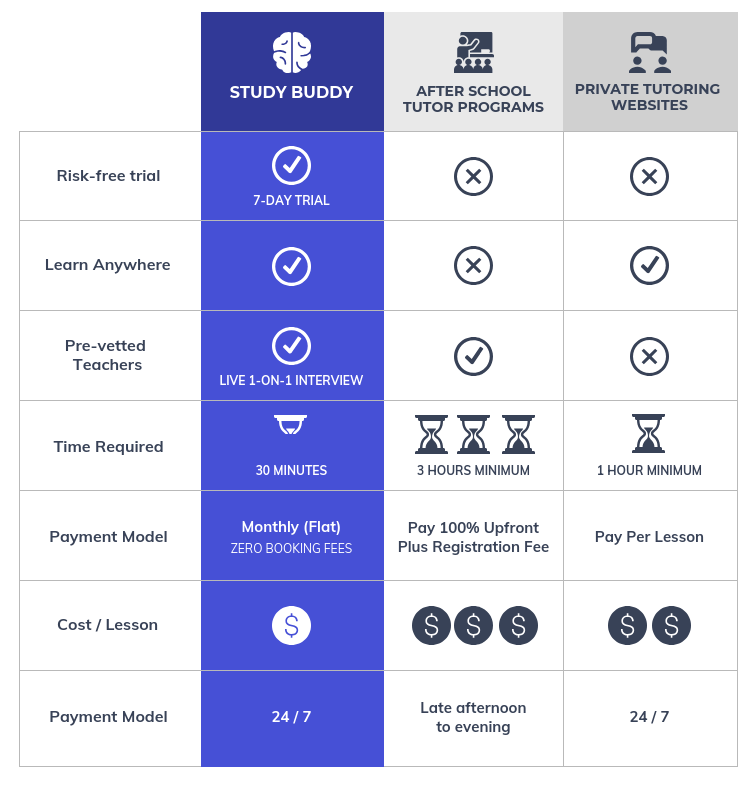 STUDY BUDDY
AFTER SCHOOL
TUTOR PROGRAMS
PRIVATE TUTORING
WEBSITES
Risk-free trial
7-DAY TRIAL
Learn Anywhere
Pre-vetted
Teachers
LIVE 1-ON-1 INTERVIEW
Time Required
30 MINUTES
3 HOURS MINIMUM
1 HOUR MINIMUM
Payment Model
Monthly (Flat)
ZERO BOOKING FEES
Pay 100% Upfront
Plus Registration Fee
Pay Per Lesson
Cost / Lesson
$
$ $ $
$ $
Payment Model
24 / 7
Late afternoon
to evening
24 / 7